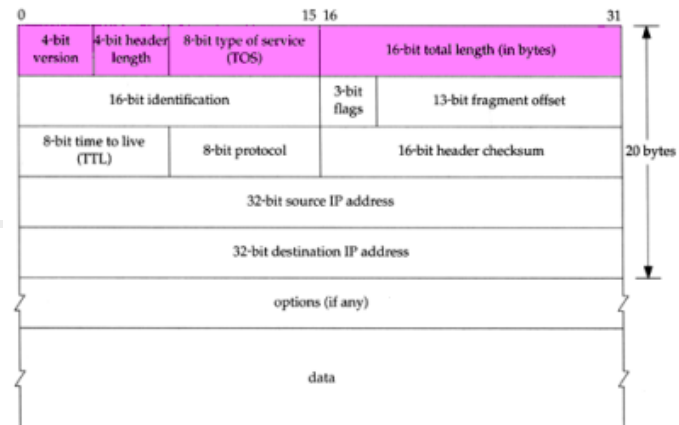 0 15 16 31
4-bit version
4-bit header length
8-bit type of service (TOS)
16-bit total length (in bytes)
16-bit identification
3-bit flags
13-bit fragment offset
8-bit time to live (TTL)
8-bit protocol
16-bit header checksum
20 bytes
32-bit source IP address
32-bit destination IP address
options (if any)
data